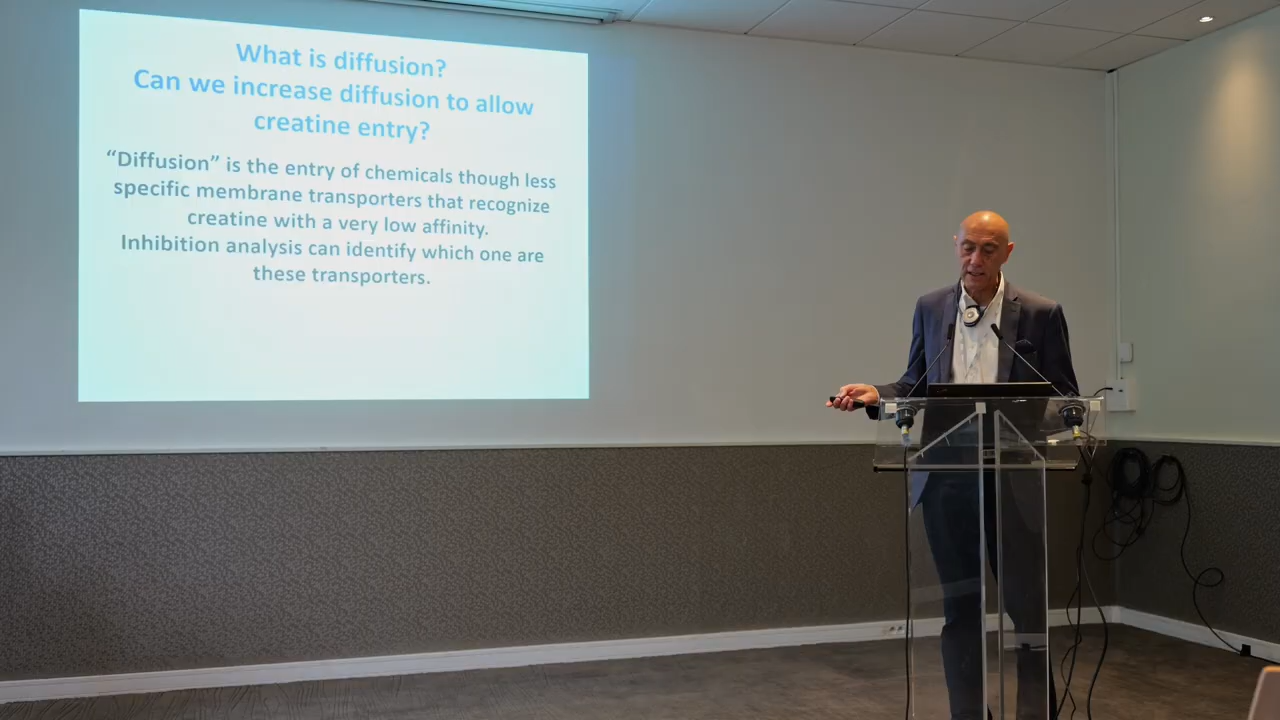 What is diffusion?
Can we increase diffusion to allow
creatine entry?
“Diffusion” is the entry of chemicals though less
specific membrane transporters that recognize
creatine with a very low affinity.
Inhibition analysis can identify which one are
these transporters.